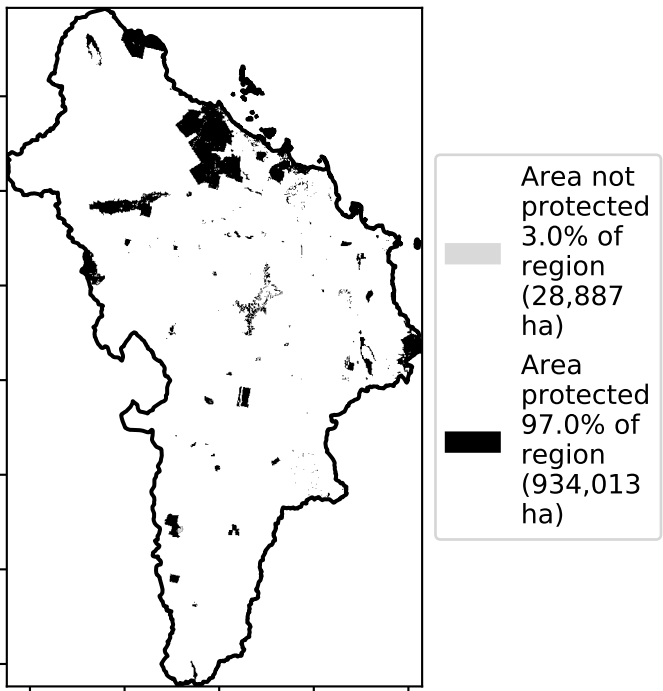 Area not
protected
3.0% of
region
(28,887
ha)
Area
protected
97.0% of
region
(934,013
ha)